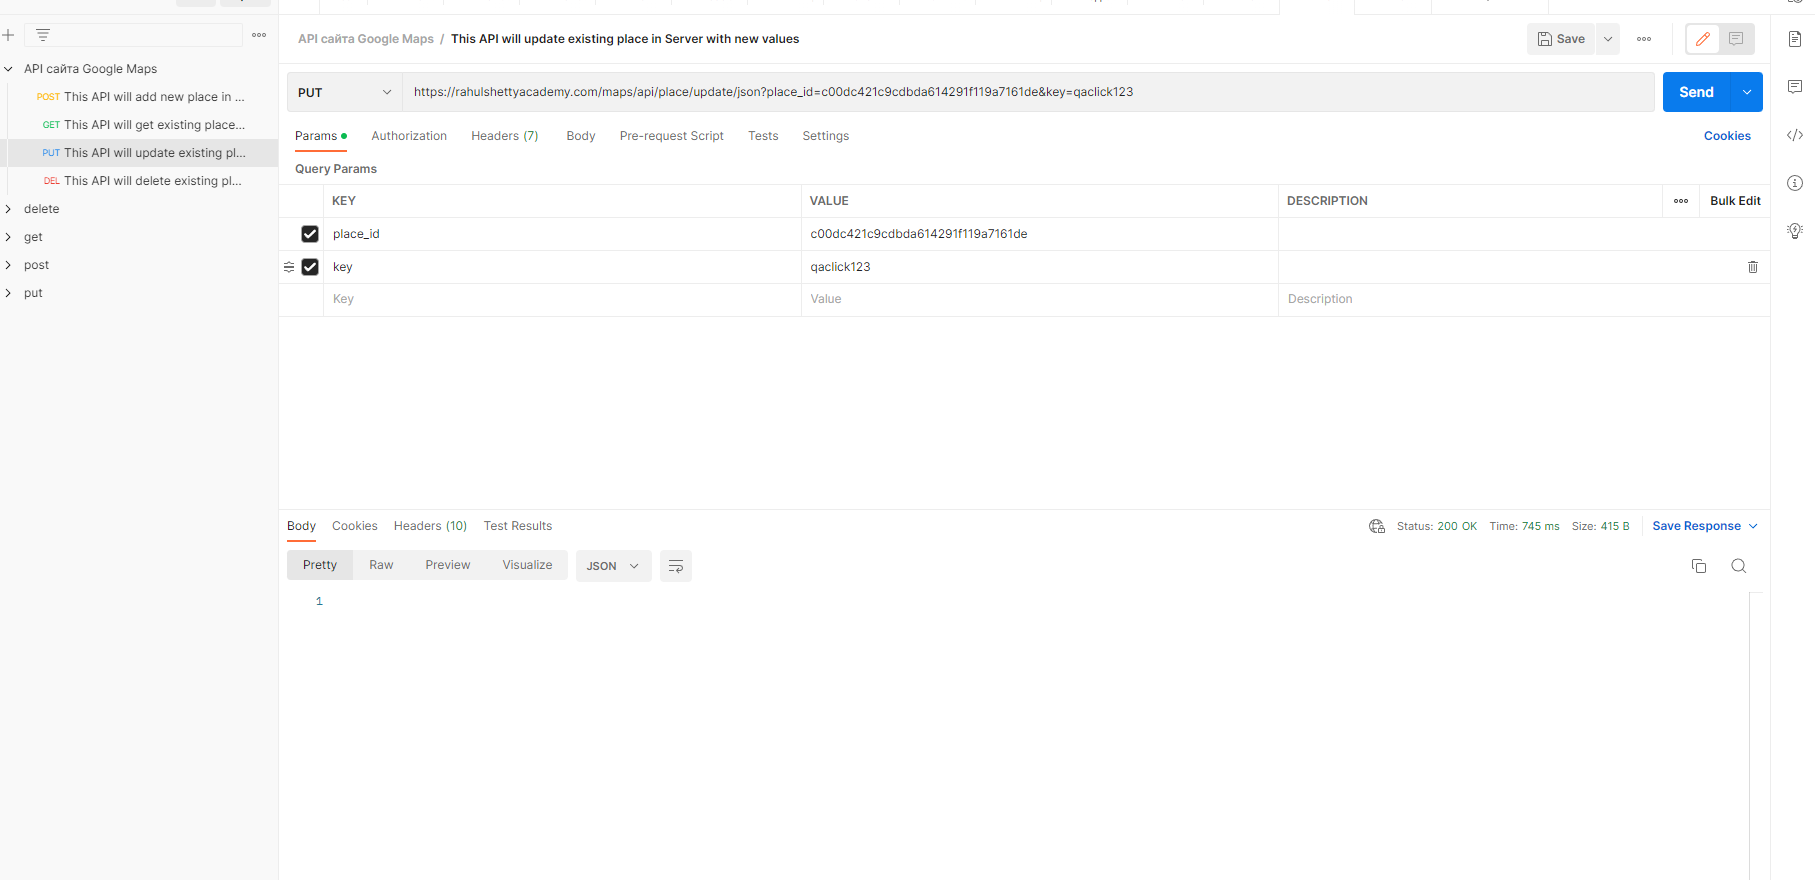 API сайта Google Maps / This API will update existing place in Server with new values
Save
API сайта Google Maps
POST This API will add new place in ...
GET This API will get existing place...
PUT This API will update existing pl...
DEL This API will delete existing pl...
delete
get
post
put
PUT
https://rahulshettyacademy.com/maps/api/place/update/json?place_id=c00dc421c9cdbda614291f119a7161de&key=qaclick123
Send
Params Authorization Headers (7) Body Pre-request Script Tests Settings Cookies
Query Params
KEY VALUE DESCRIPTION Bulk Edit
place_id c00dc421c9cdbda614291f119a7161de
key qaclick123
Key Value Description
Body Cookies Headers (10) Test Results Status: 200 OK Time: 745 ms Size: 415 B Save Response
Pretty Raw Preview Visualize JSON
1